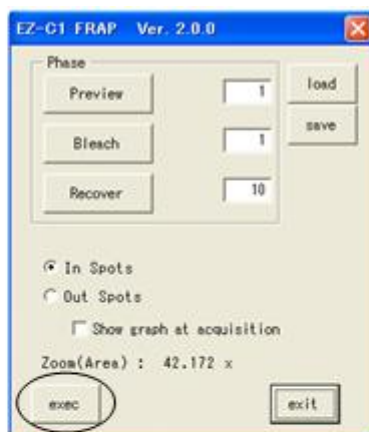 EZ-C1 FRAP Ver. 2.0.0
Phase
Preview 1 load
Bleach 1 save
Recover 10
In Spots
Out Spots
Show graph at acquisition
Zoom(Area) : 42.172 x
exec exit